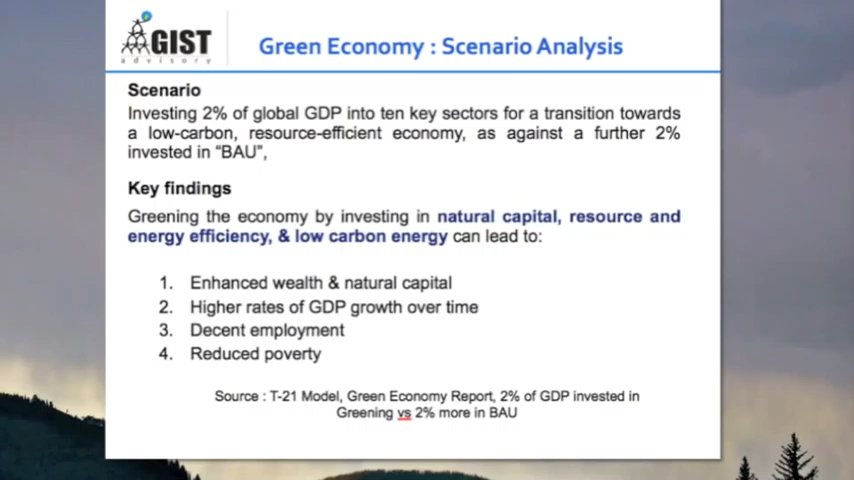 GIST
advisory
Green Economy : Scenario Analysis
Scenario
Investing 2% of global GDP into ten key sectors for a transition towards
a low-carbon, resource-efficient economy, as against a further 2%
invested in “BAU”,
Key findings
Greening the economy by investing in natural capital, resource and
energy efficiency, & low carbon energy can lead to:
1. Enhanced wealth & natural capital
2. Higher rates of GDP growth over time
3. Decent employment
4. Reduced poverty
Source : T-21 Model, Green Economy Report, 2% of GDP invested in
Greening vs 2% more in BAU